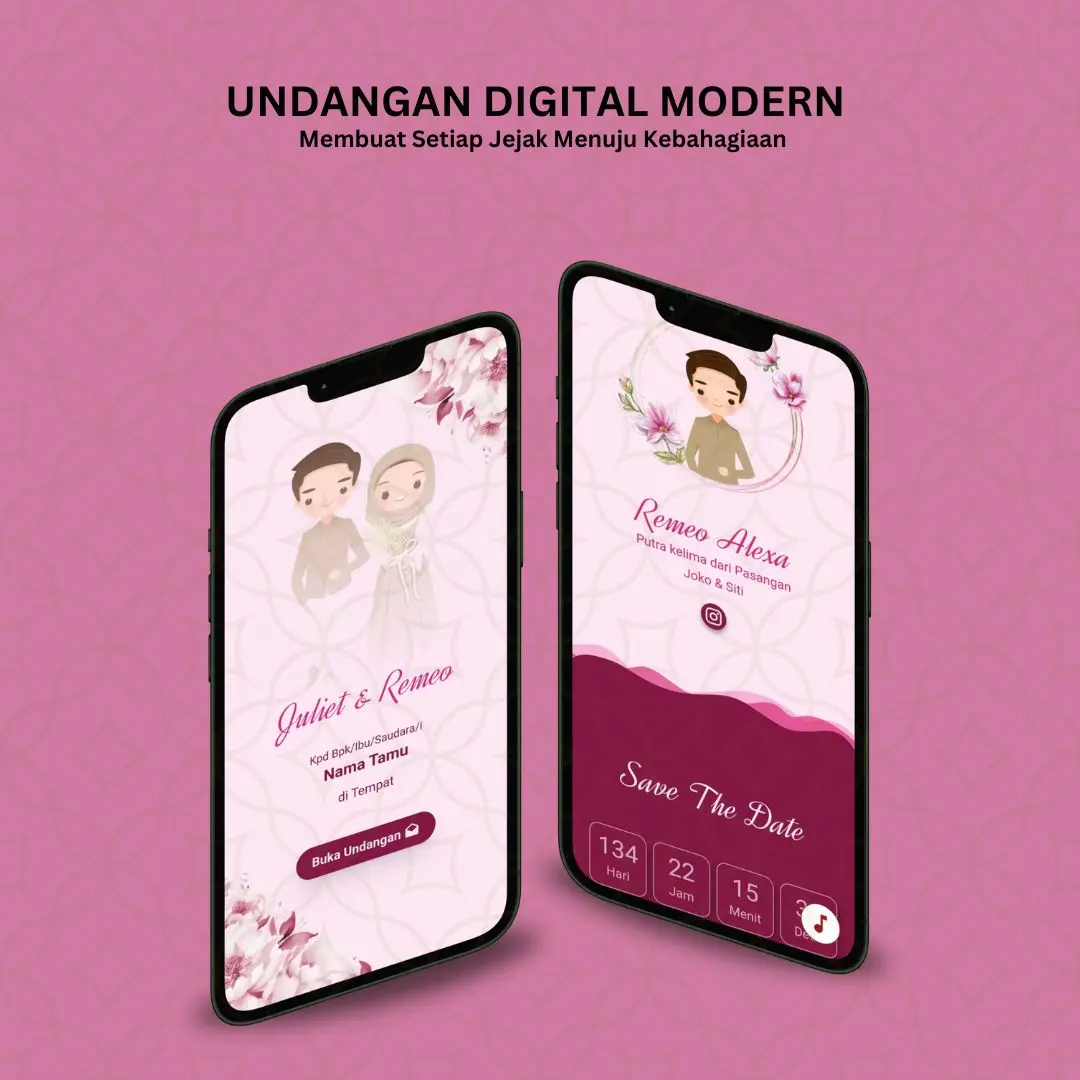 UNDANGAN DIGITAL MODERN
Membuat Setiap Jejak Menuju Kebahagiaan
Juliet & Remeo
Kpd Bpk/Ibu/Saudara/i
Nama Tamu
di Tempat
Buka Undangan
Remeo Alexa
Putra kelima dari Pasangan
Joko & Siti
Save The Date
134 22 15
Hari Jam Menit